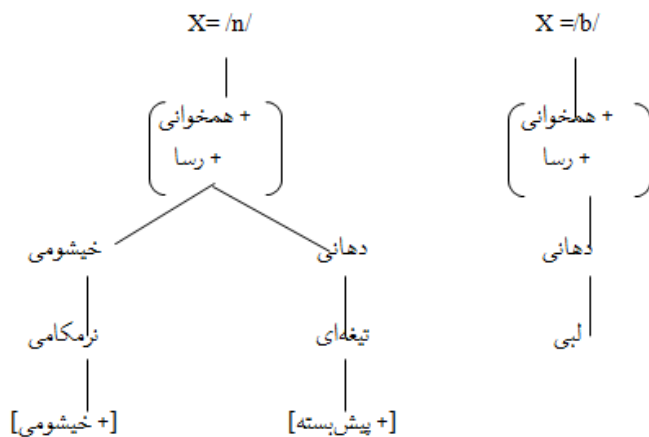 X= /n/
X =/b/
+ همخوانی
+ رسا
+ همخوانی
+ رسا
خیشومی
دهانی
دهانی
نرمکامی
تیغه‌ای
لبی
[+ خیشومی]
[+ پیش‌بسته]